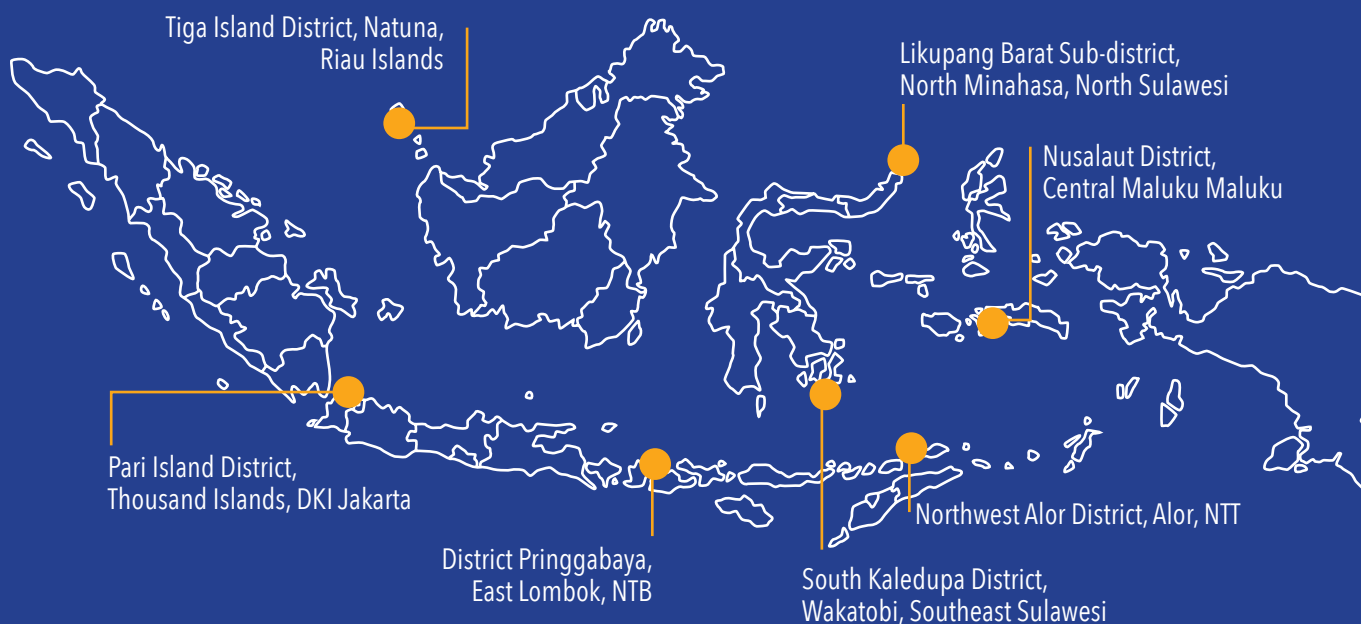 Tiga Island District, Natuna,
Riau Islands
Likupang Barat Sub-district,
North Minahasa, North Sulawesi
Nusalaut District,
Central Maluku Maluku
Pari Island District,
Thousand Islands, DKI Jakarta
Northwest Alor District, Alor, NTT
District Pringgabaya,
East Lombok, NTB
South Kaledupa District,
Wakatobi, Southeast Sulawesi